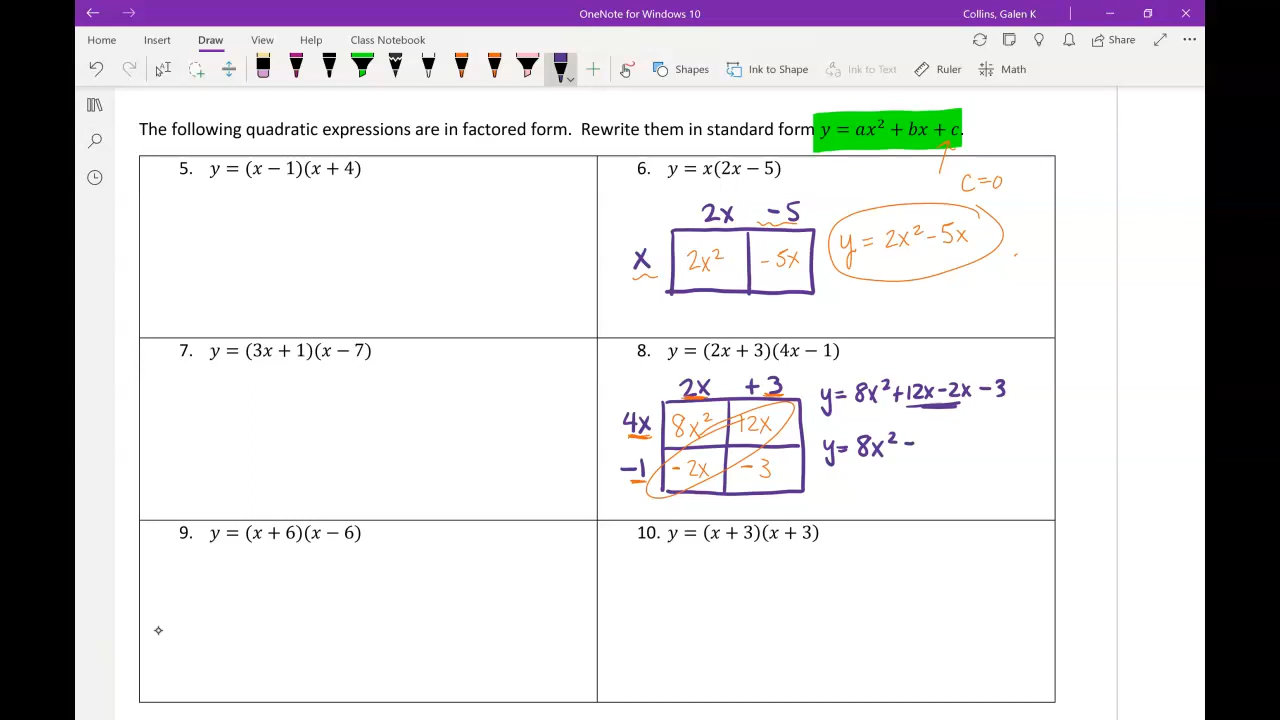 OneNote for Windows 10
Collins, Galen K
Home Insert Draw View Help Class Notebook
Share
Shapes Ink to Shape Ink to Text Ruler Math
The following quadratic expressions are in factored form. Rewrite them in standard form y = ax² + bx + c.
C=0
5. y = (x − 1)(x + 4)
6. y = x(2x − 5)
2x -5
x 2x² -5x
y = 2x² - 5x
7. y = (3x + 1)(x − 7)
8. y = (2x + 3)(4x − 1)
2x +3
4x 8x² +12x
-1 -2x -3
y = 8x² + 12x - 2x - 3
y = 8x² -
9. y = (x + 6)(x − 6)
10. y = (x + 3)(x + 3)